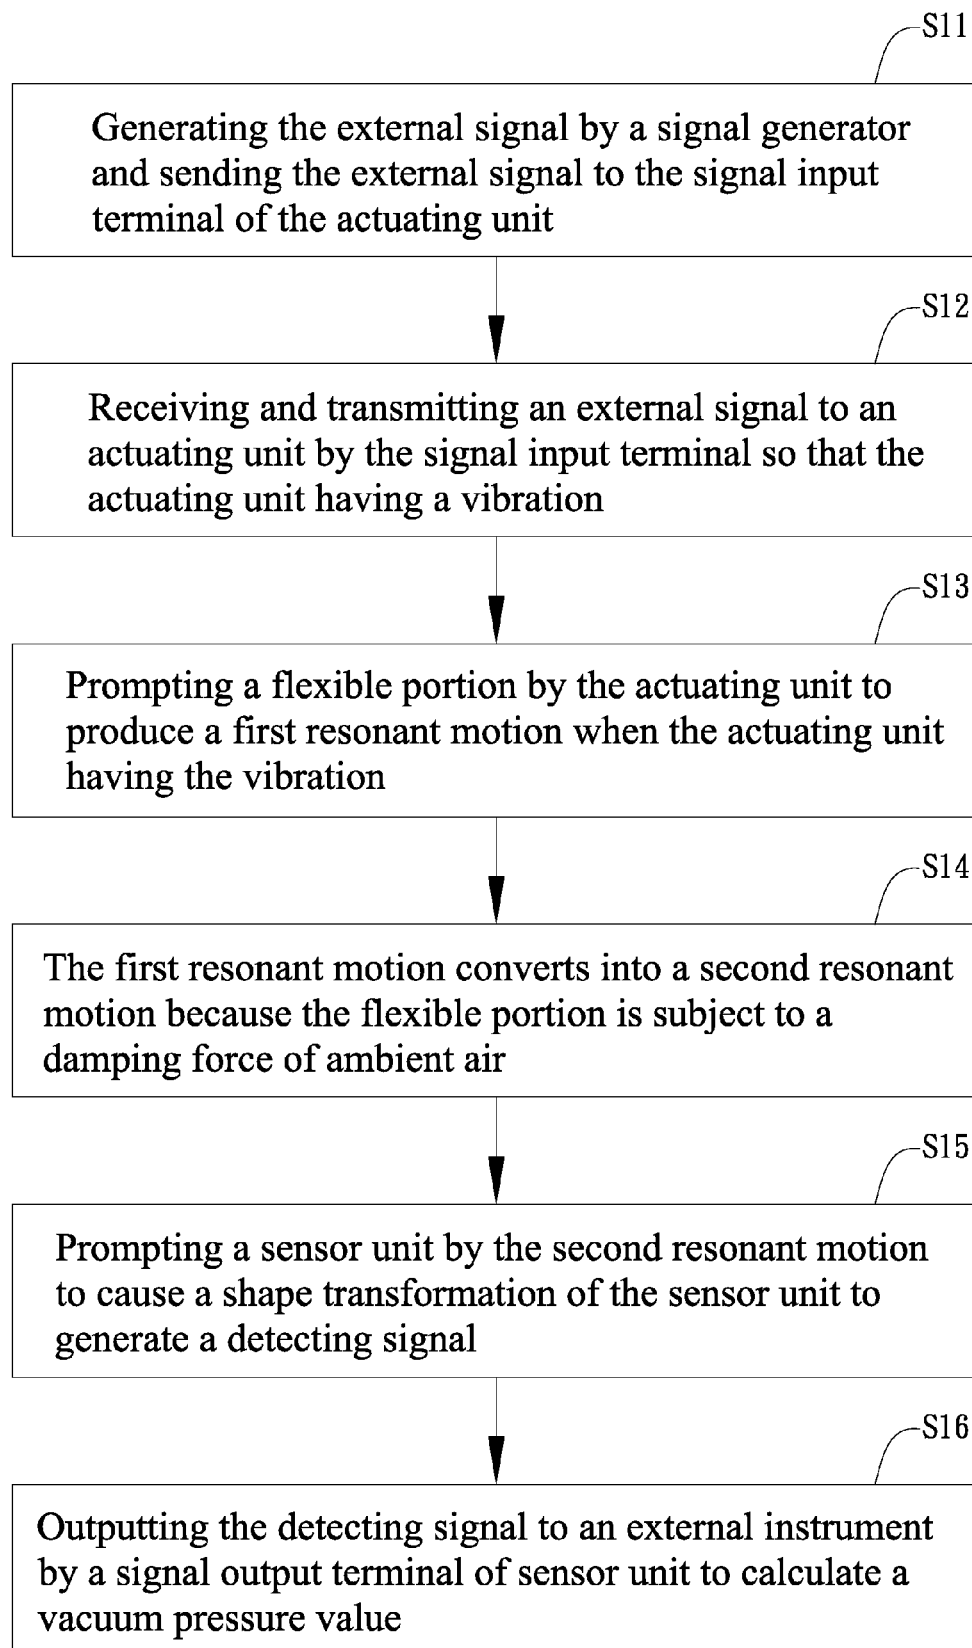 S11
Generating the external signal by a signal generator
and sending the external signal to the signal input
terminal of the actuating unit
S12
Receiving and transmitting an external signal to an
actuating unit by the signal input terminal so that the
actuating unit having a vibration
S13
Prompting a flexible portion by the actuating unit to
produce a first resonant motion when the actuating unit
having the vibration
S14
The first resonant motion converts into a second resonant
motion because the flexible portion is subject to a
damping force of ambient air
S15
Prompting a sensor unit by the second resonant motion
to cause a shape transformation of the sensor unit to
generate a detecting signal
S16
Outputting the detecting signal to an external instrument
by a signal output terminal of sensor unit to calculate a
vacuum pressure value